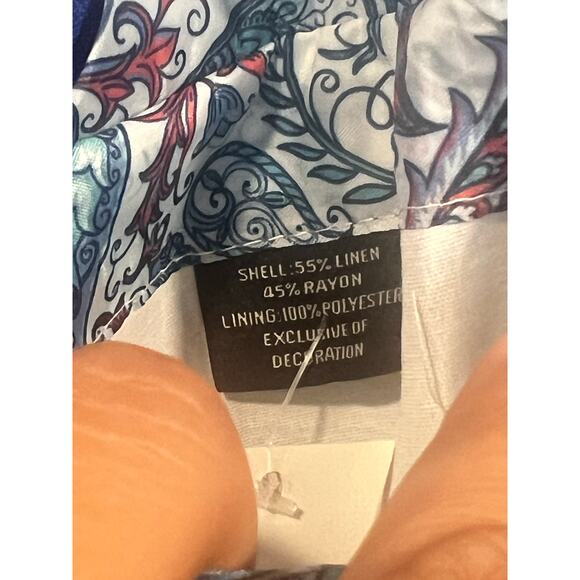 SHELL:55% LINEN
45% RAYON
LINING:100%POLYESTER
EXCLUSIVE OF
DECORATION